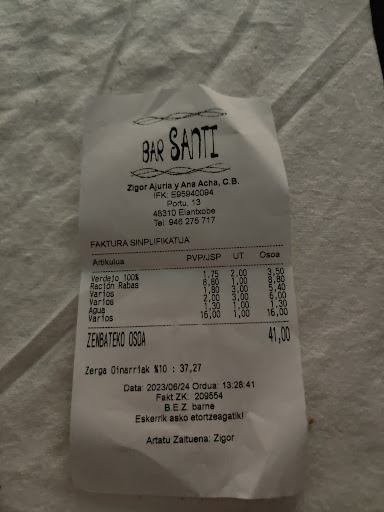 BAR SANTI
Zigor Ajuria y Ana Acha, C.B.
IFK: E95940094
Portu, 13
48310 Elantxobe
Tel: 946 275 717
FAKTURA SINPLIFIKATUA
Artikulua PVP/JSP UT Osoa
Verdejo 100% 1,75 2,00 3,50
Ración Rabas 8,80 1,00 8,80
Varios 1,80 3,00 5,40
Varios 2,00 3,00 6,00
Agua 1,30 1,00 1,30
Varios 16,00 1,00 16,00
ZENBATEKO OSOA 41,00
Zerga Oinarriak %10 : 37,27
Data: 2023/06/24 Ordua: 13:28:41
Fakt ZK: 209554
B.E.Z. barne
Eskerrik asko etortzeagatik!
Artatu Zaituena: Zigor